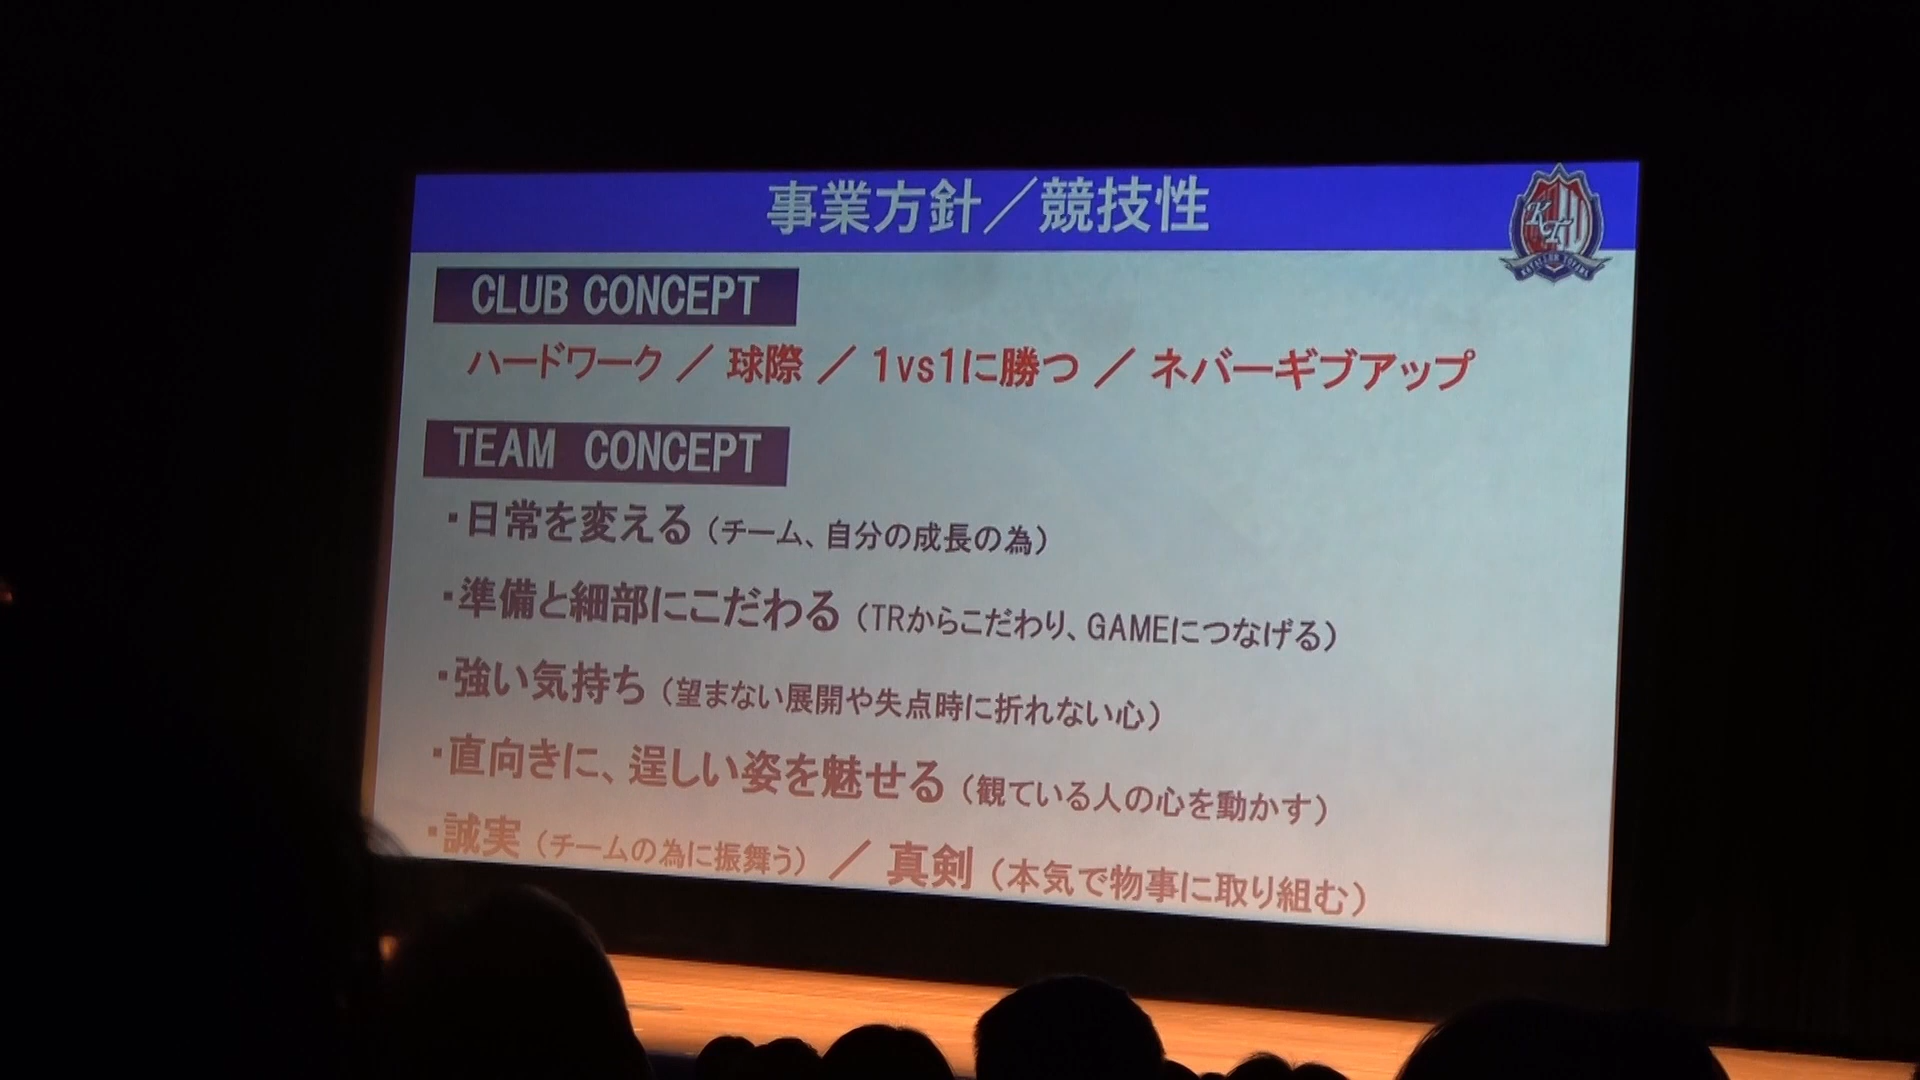 事業方針／競技性
KT
KATALLER TOYAMA
CLUB CONCEPT
ハードワーク ／ 球際 ／ 1vs1に勝つ ／ ネバーギブアップ
TEAM CONCEPT
・日常を変える（チーム、自分の成長の為）
・準備と細部にこだわる（TRからこだわり、GAMEにつなげる）
・強い気持ち（望まない展開や失点時に折れない心）
・直向きに、逞しい姿を魅せる（観ている人の心を動かす）
・誠実（チームの為に振舞う）／ 真剣（本気で物事に取り組む）